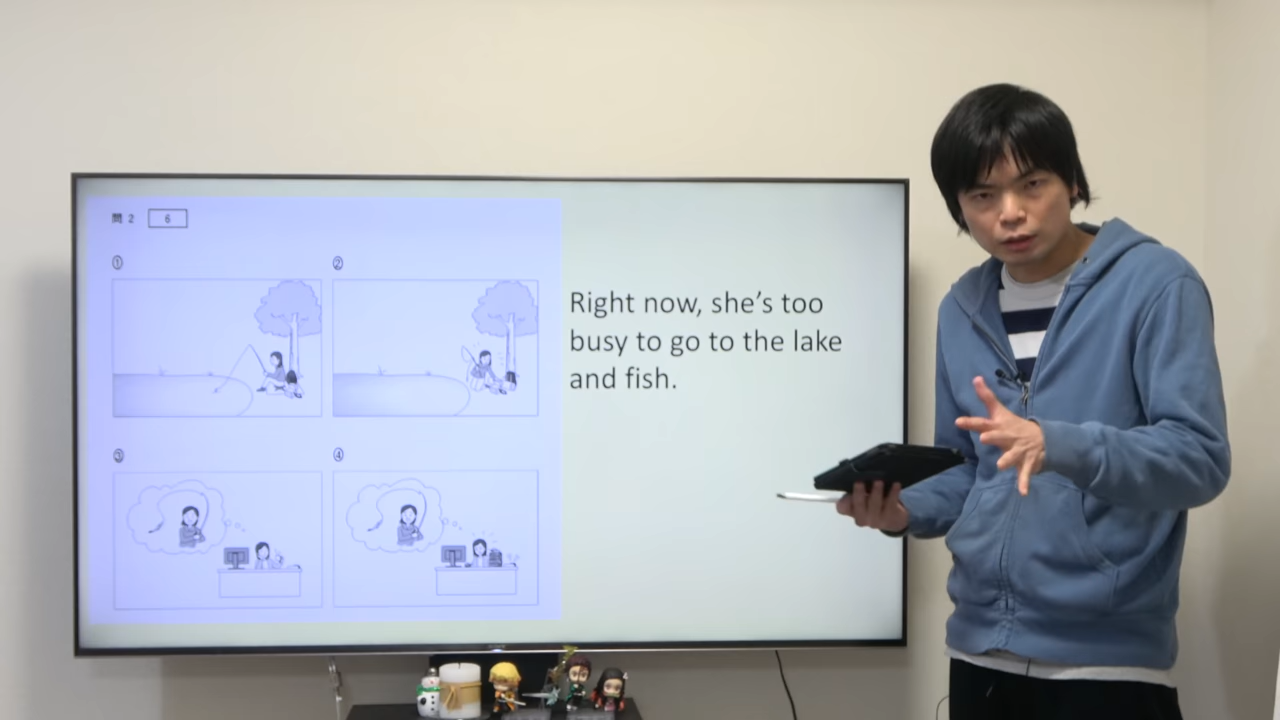 問 2 6
①
②
③
④
Right now, she's too
busy to go to the lake
and fish.